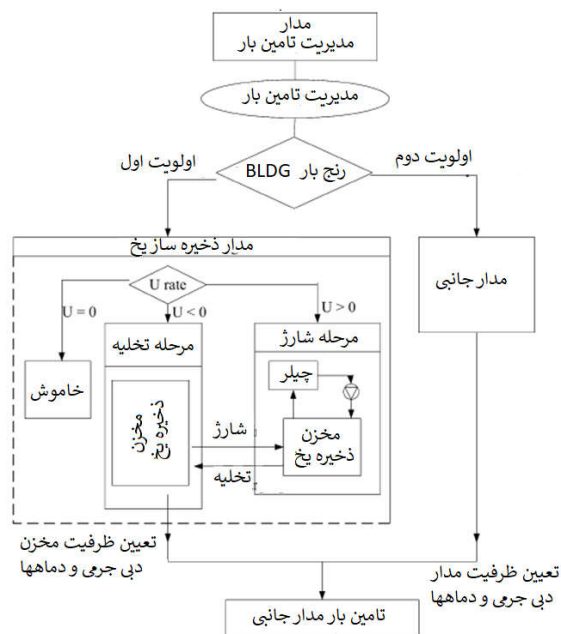 مدار
مدیریت تامین بار
مدیریت تامین بار
رنج بار BLDG
اولویت اول
اولویت دوم
مدار ذخیره ساز یخ
مدار جانبی
U rate
U = 0
U < 0
U > 0
خاموش
مرحله تخلیه
مرحله شارژ
مخزن
ذخیره یخ
چیلر
مخزن
ذخیره یخ
شارژ
تخلیه
تعیین ظرفیت مخزن
دبی جرمی و دماهها
تعیین ظرفیت مدار
دبی جرمی و دماهها
تامین بار مدار جانبی